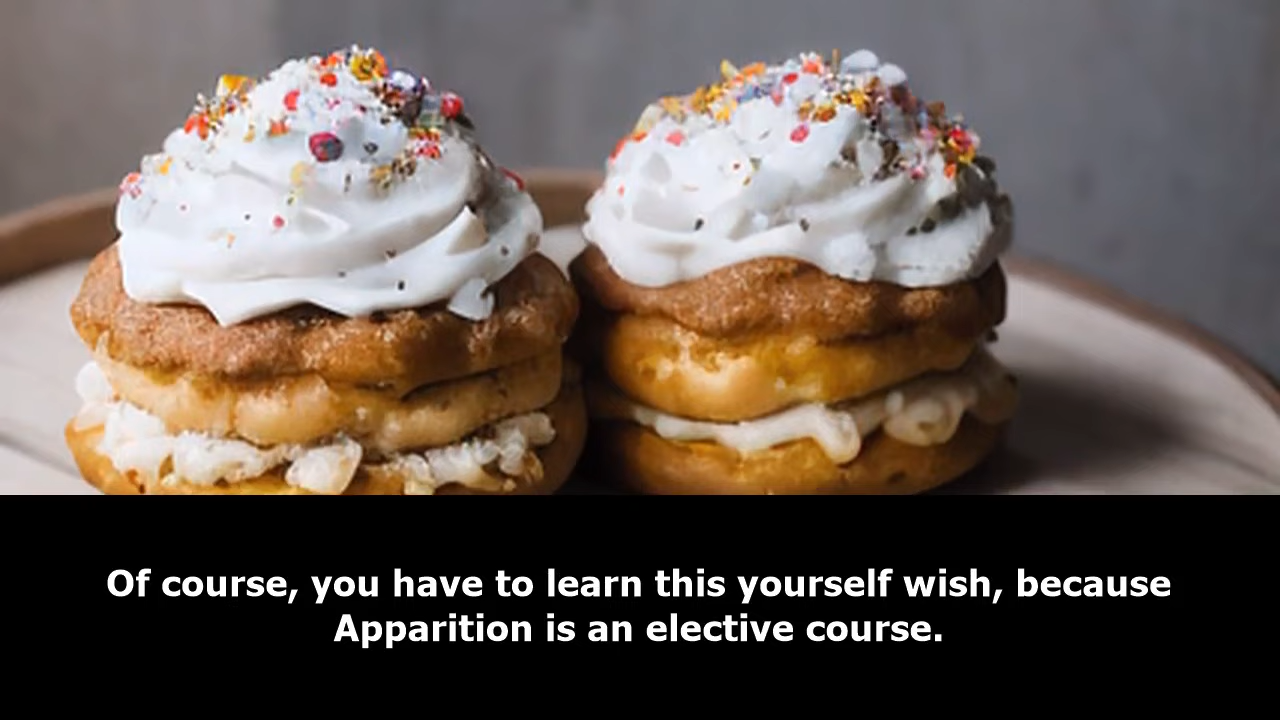 Of course, you have to learn this yourself wish, because
Apparition is an elective course.